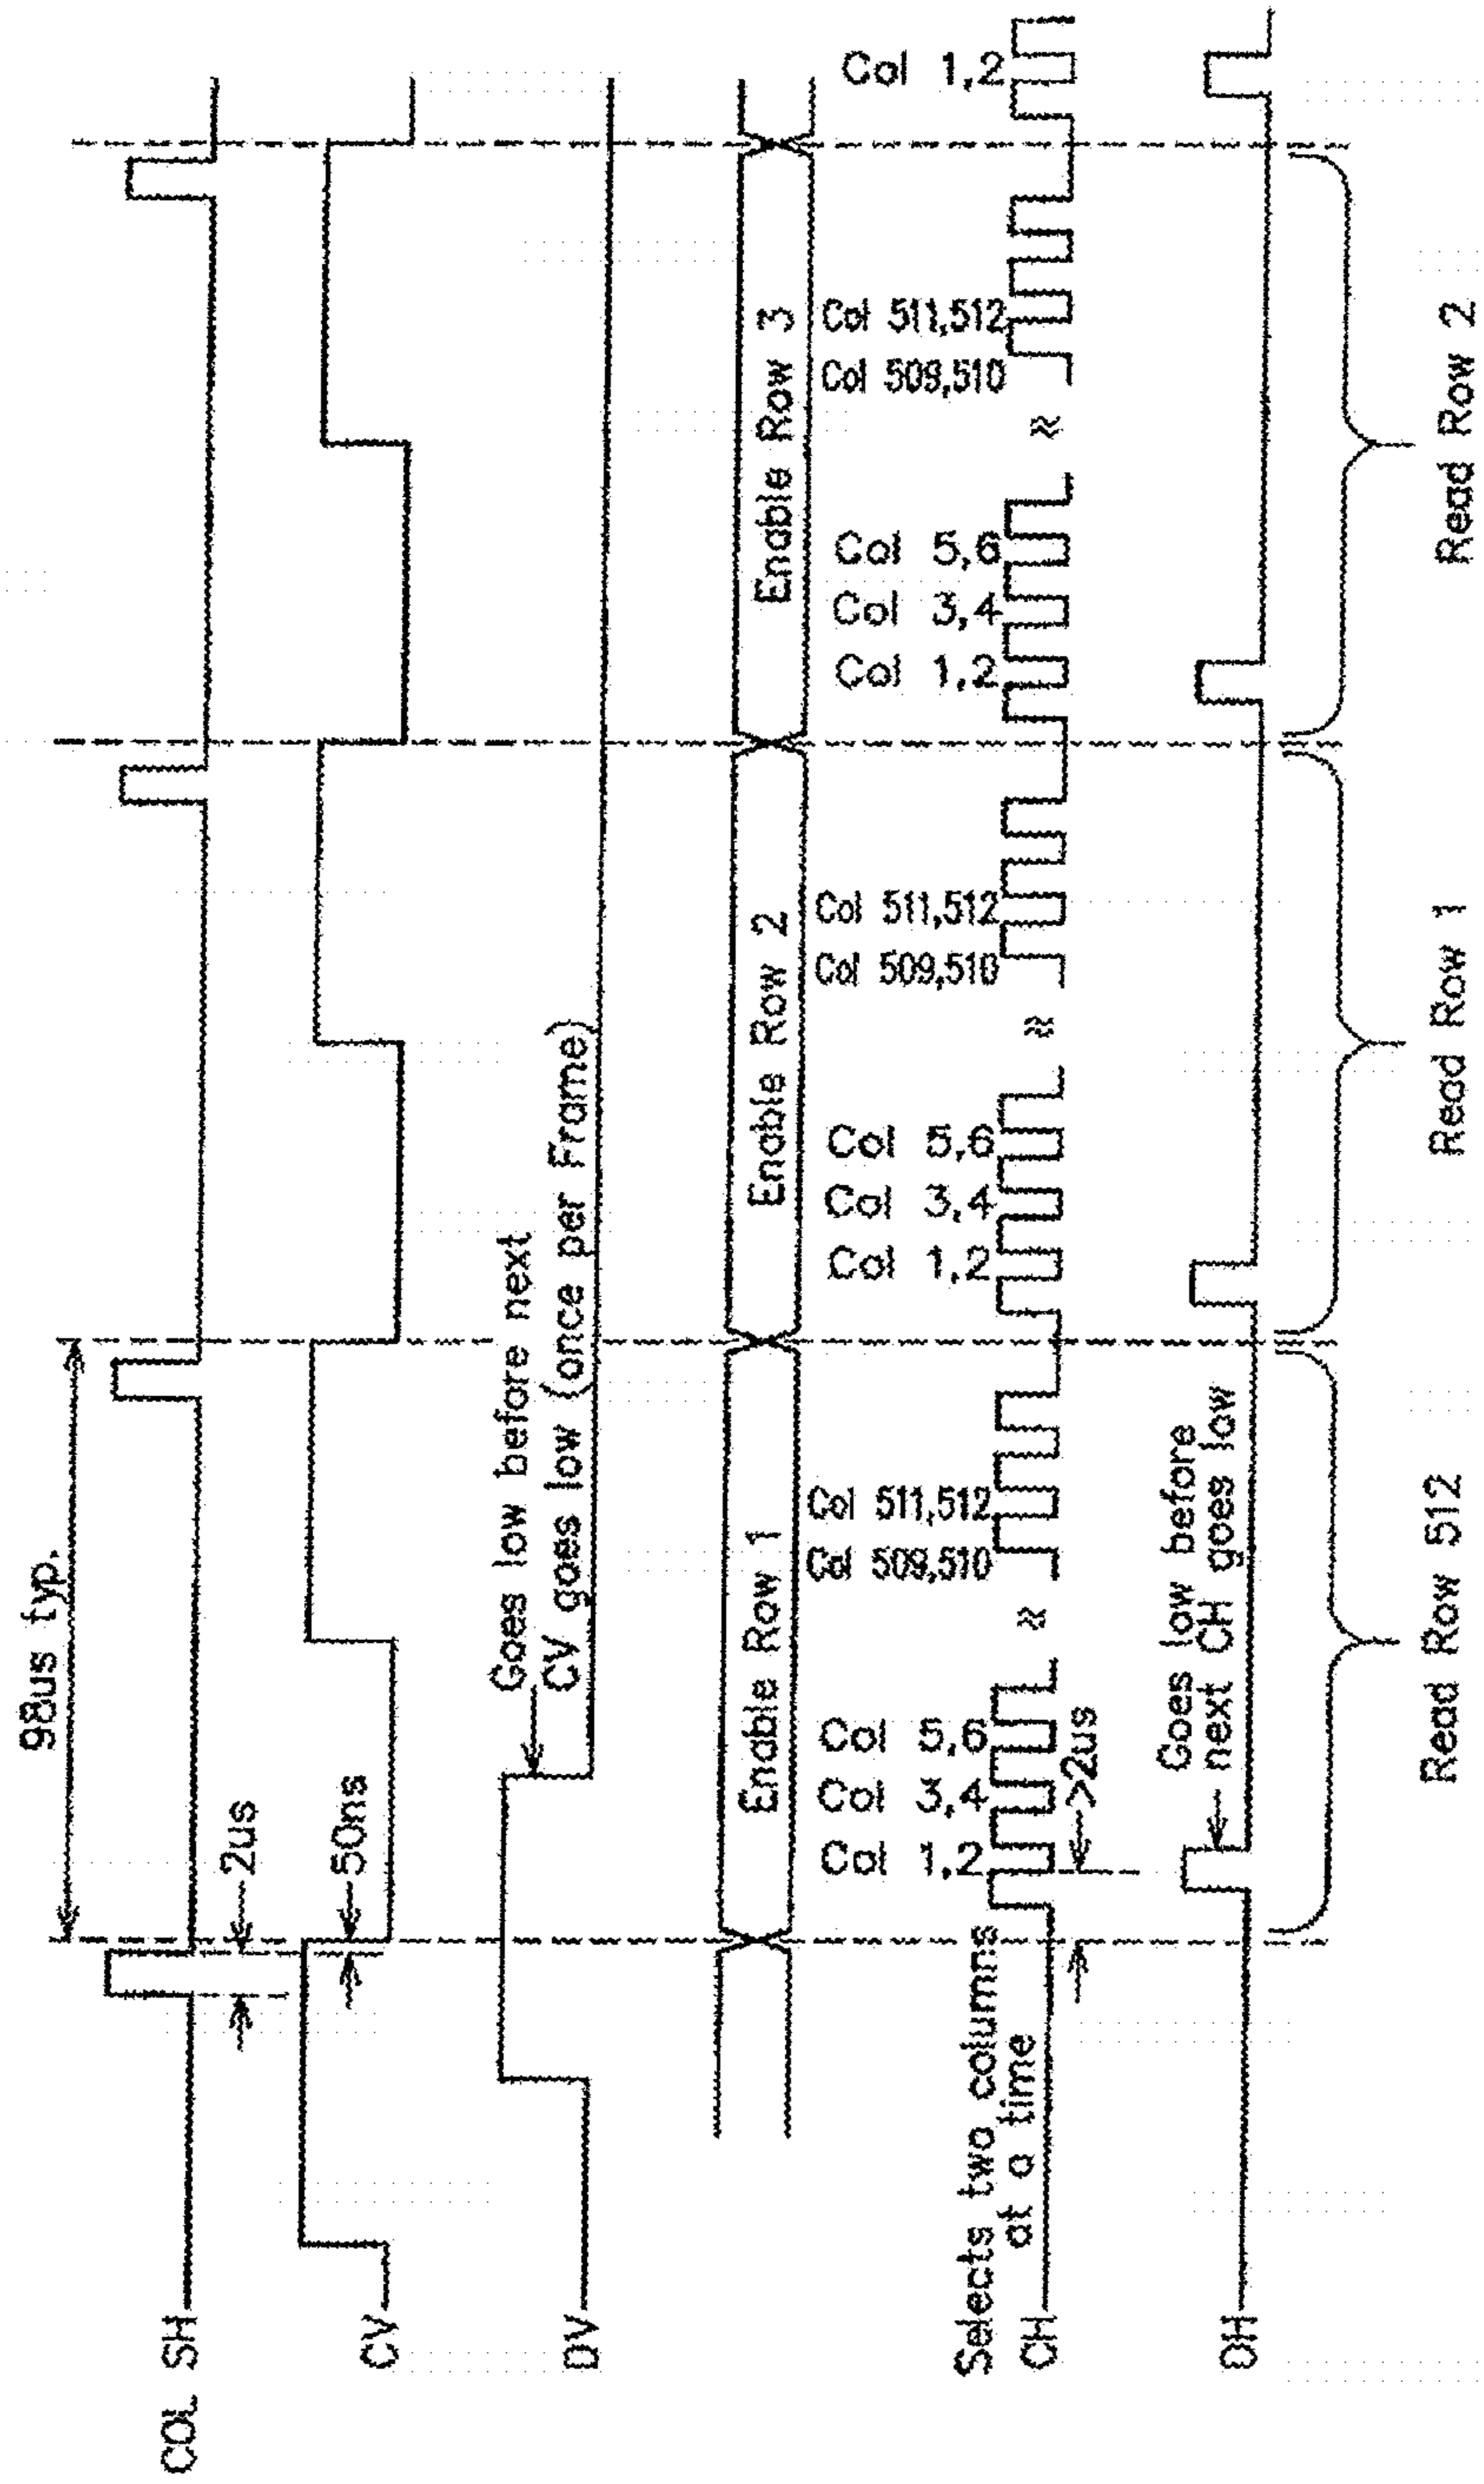 98us typ.
COL SH
2us
CV
50ns
DV
Goes low before next
CV goes low (once per Frame)
Enable Row 1
Enable Row 2
Enable Row 3
Selects two columns
at a time
CH
Col 1,2
Col 3,4
Col 5,6
≈
Col 509,510
Col 511,512
Col 1,2
Col 3,4
Col 5,6
≈
Col 509,510
Col 511,512
Col 1,2
Col 3,4
Col 5,6
≈
Col 509,510
Col 511,512
Col 1,2
>2us
DH
Goes low before
next CH goes low
Read Row 512
Read Row 1
Read Row 2